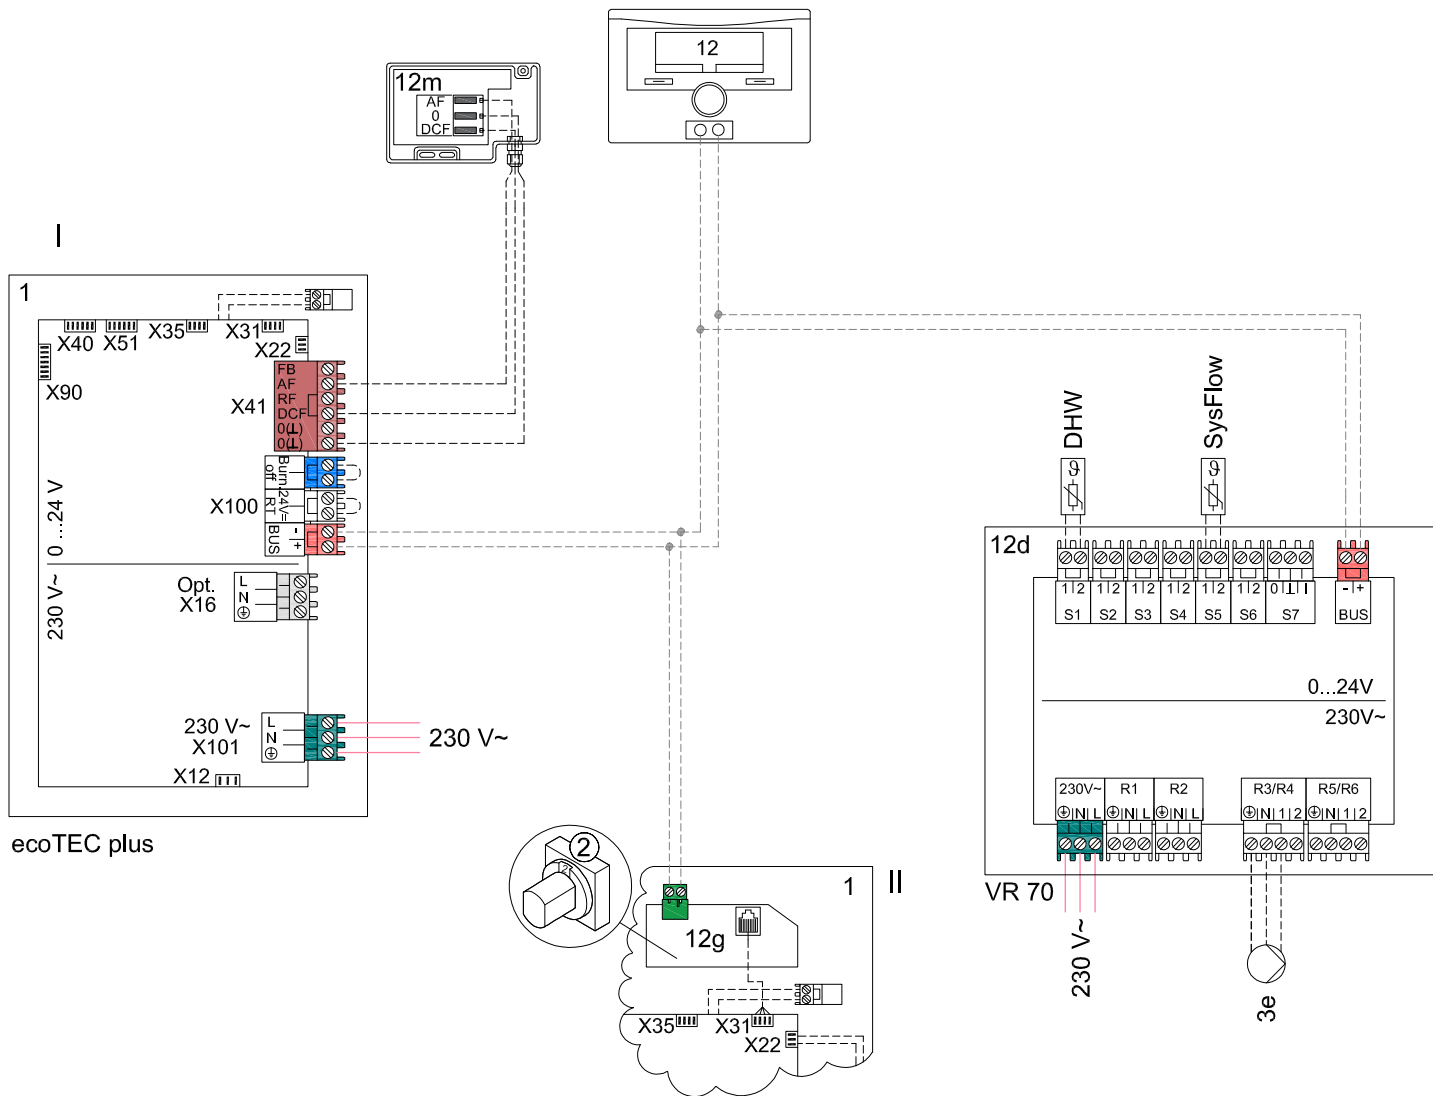 12
12m
AF
0
DCF
I
1
X40
X51
X35
X31
X22
X90
X41
FB
AF
RF
DCF
0(⊥)
0(⊥)
Burn.
off
X100
24V=
RT
BUS
-
+
0 ...24 V
230 V~
Opt.
X16
L
N
230 V~
X101
L
N
230 V~
X12
ecoTEC plus
DHW
SysFlow
ϑ
ϑ
12d
1 2
1 2
1 2
1 2
1 2
1 2
0 ⊥ I
- +
S1
S2
S3
S4
S5
S6
S7
BUS
0...24V
230V~
230V~
R1
R2
R3/R4
R5/R6
N L
N L
N L
N 1 2
N 1 2
VR 70
230 V~
3e
2
2
1
II
12g
X35
X31
X22